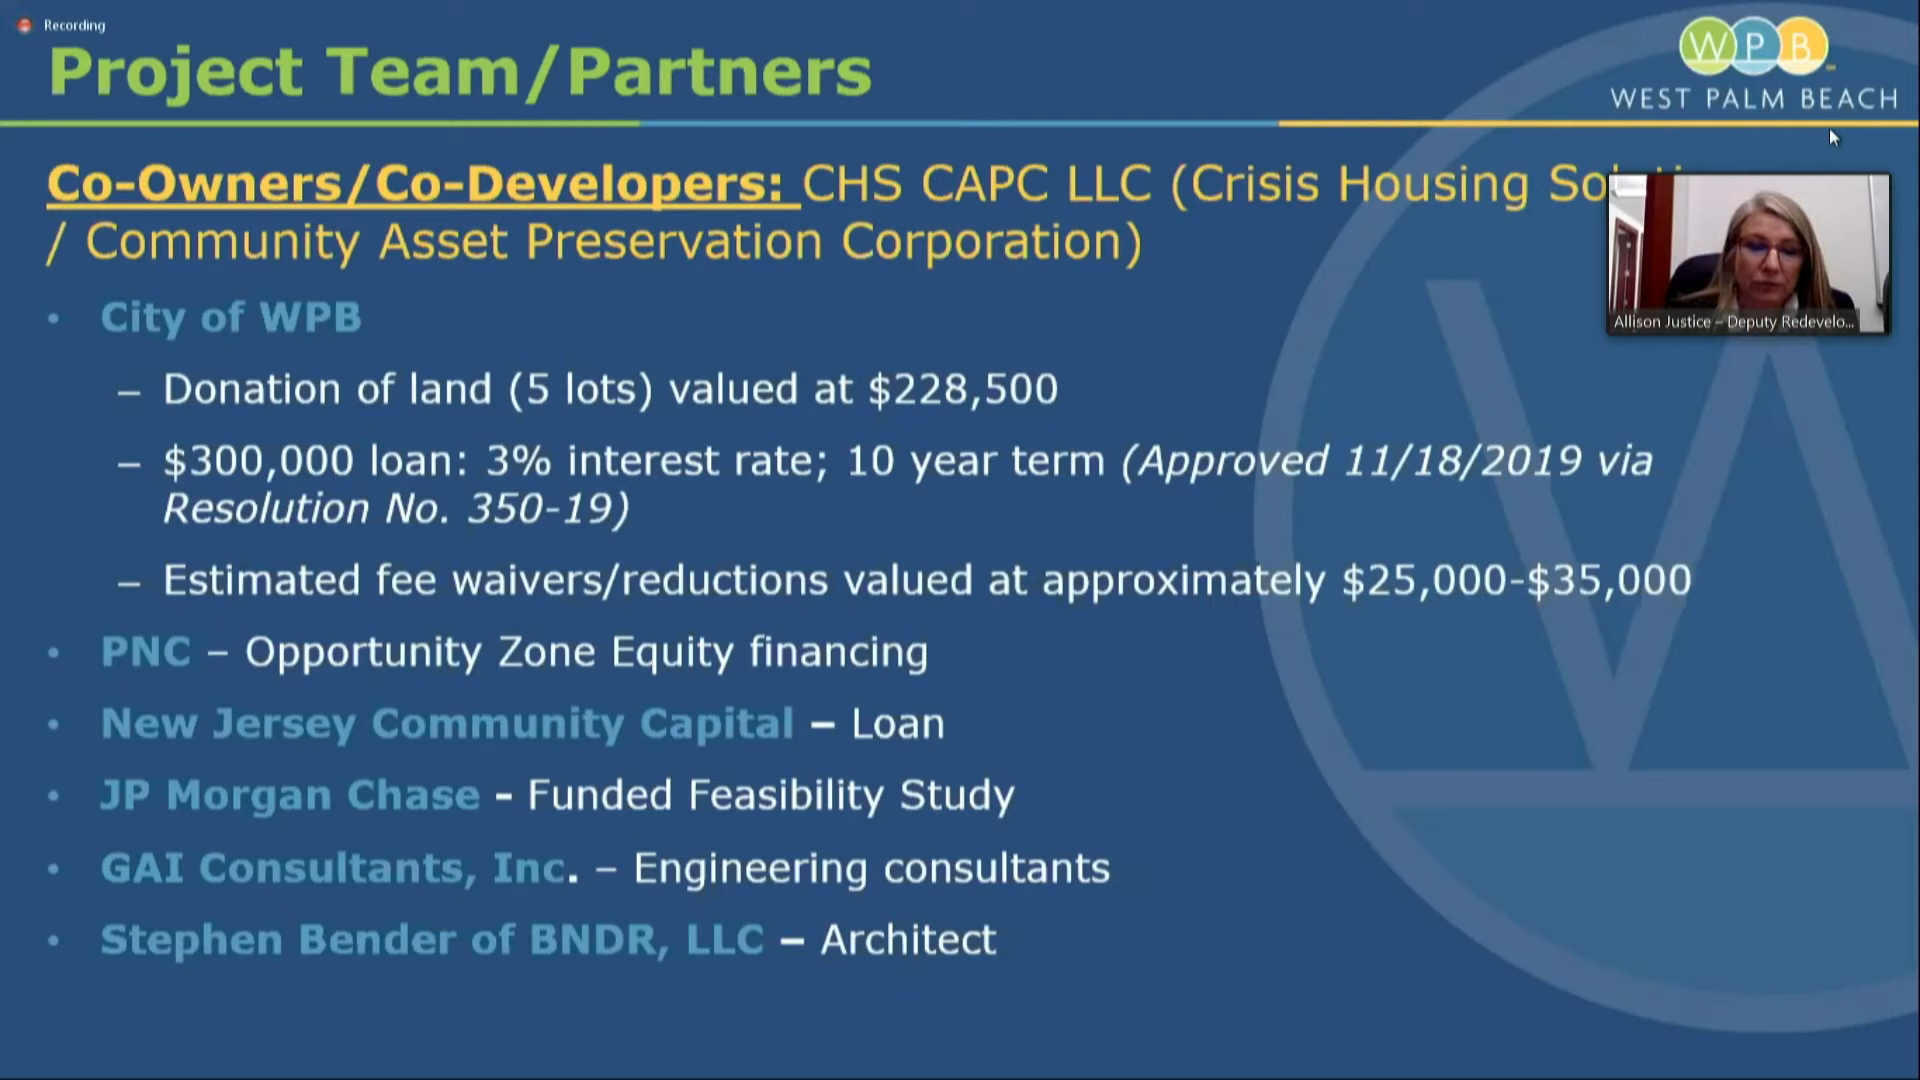 Recording
Project Team/Partners
WPB
WEST PALM BEACH
Co-Owners/Co-Developers: CHS CAPC LLC (Crisis Housing
/ Community Asset Preservation Corporation)
Allison Justice – Deputy Redevelo...
• City of WPB
– Donation of land (5 lots) valued at $228,500
– $300,000 loan: 3% interest rate; 10 year term (Approved 11/18/2019 via
Resolution No. 350-19)
– Estimated fee waivers/reductions valued at approximately $25,000-$35,000
• PNC – Opportunity Zone Equity financing
• New Jersey Community Capital – Loan
• JP Morgan Chase - Funded Feasibility Study
• GAI Consultants, Inc. – Engineering consultants
• Stephen Bender of BNDR, LLC – Architect